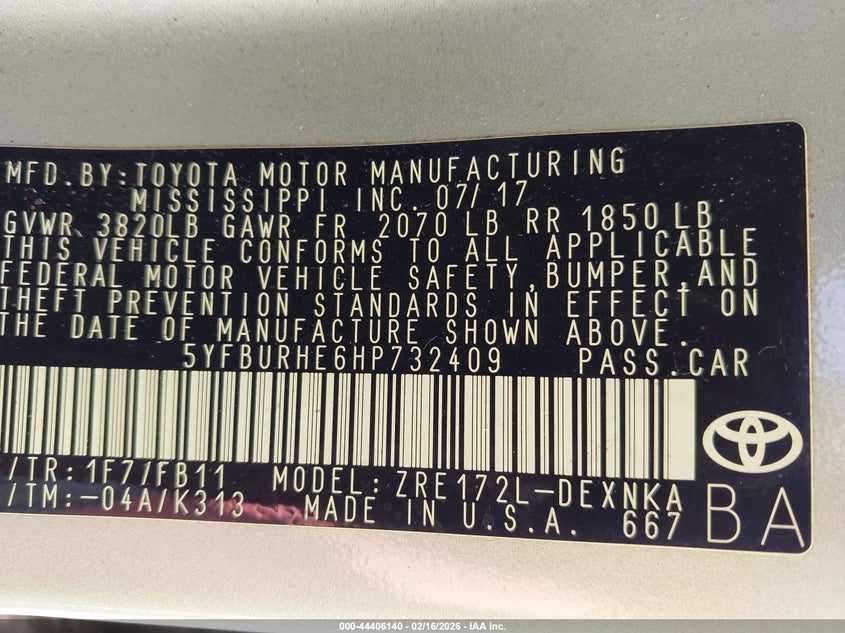 MFD.BY:TOYOTA MOTOR MANUFACTURING
MISSISSIPPI INC. 07/17
GVWR 3820LB GAWR FR 2070 LB RR 1850 LB
THIS VEHICLE CONFORMS TO ALL APPLICABLE
FEDERAL MOTOR VEHICLE SAFETY,BUMPER,AND
THEFT PREVENTION STANDARDS IN EFFECT ON
THE DATE OF MANUFACTURE SHOWN ABOVE.
5YFBURHE6HP732409 PASS.CAR
/TR:1F7/FB11 MODEL: ZRE172L-DEXNKA
/TM:-04A/K313 MADE IN U.S.A. 667 BA
000-44406140 - 02/16/2026 - IAA Inc.